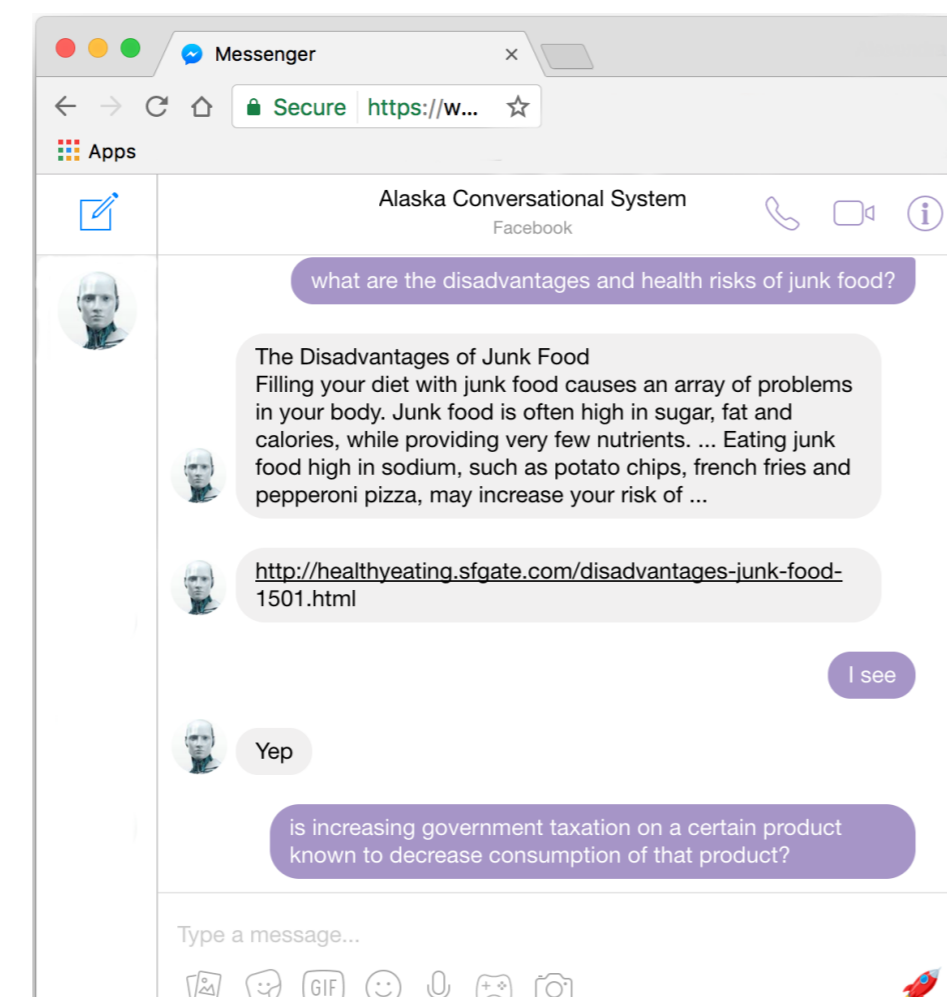 Messenger
Secure https://w...
Apps
Alaska Conversational System
Facebook
what are the disadvantages and health risks of junk food?
The Disadvantages of Junk Food
Filling your diet with junk food causes an array of problems
in your body. Junk food is often high in sugar, fat and
calories, while providing very few nutrients. ... Eating junk
food high in sodium, such as potato chips, french fries and
pepperoni pizza, may increase your risk of ...
http://healthyeating.sfgate.com/disadvantages-junk-food-
1501.html
I see
Yep
is increasing government taxation on a certain product
known to decrease consumption of that product?
Type a message...
GIF